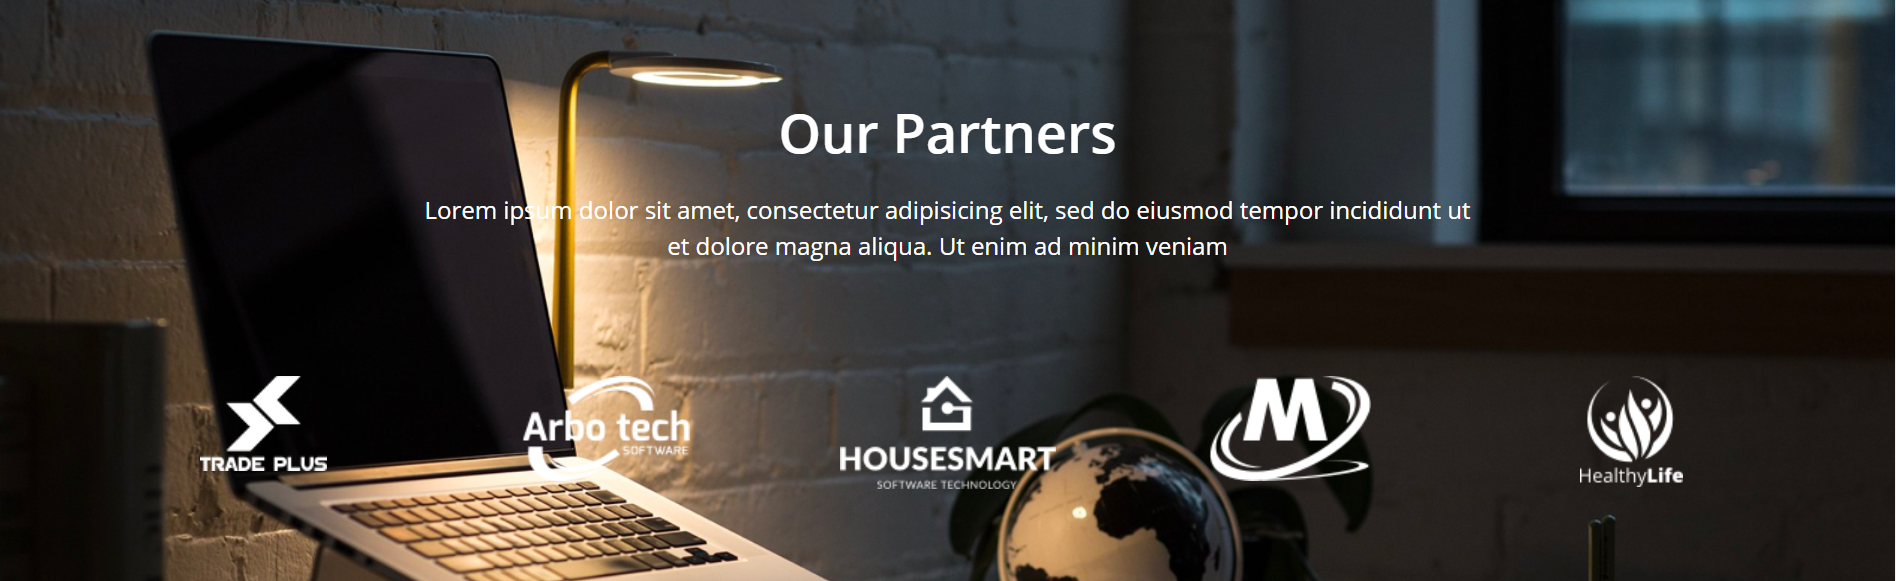 Our Partners
Lorem ipsum dolor sit amet, consectetur adipisicing elit, sed do eiusmod tempor incididunt ut
et dolore magna aliqua. Ut enim ad minim veniam
TRADE PLUS
Arbo tech
SOFTWARE
HOUSESMART
SOFTWARE TECHNOLOGY
M
HealthyLife